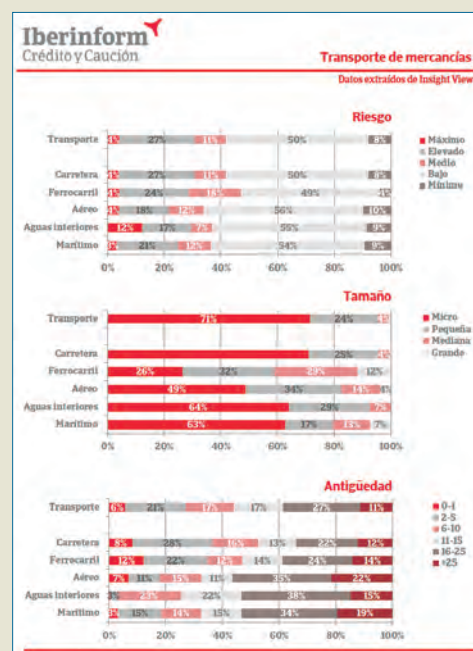 Iberinform
Crédito y Caución
Transporte de mercancías
Datos extraídos de Insight View
Riesgo
Transporte 4% 27% 11% 50% 8%
Carretera 4% 27% 11% 50% 8%
Ferrocarril 4% 24% 18% 49% 4%
Aéreo 4% 18% 12% 56% 10%
Aguas interiores 12% 17% 7% 55% 9%
Marítimo 3% 21% 12% 54% 9%
0% 20% 40% 60% 80% 100%
Máximo
Elevado
Medio
Bajo
Mínimo
Tamaño
Transporte 71% 24% 4%
Carretera 25% 4%
Ferrocarril 26% 32% 29% 12%
Aéreo 49% 34% 14% 4%
Aguas interiores 64% 29% 7%
Marítimo 63% 17% 13% 7%
0% 20% 40% 60% 80% 100%
Micro
Pequeña
Mediana
Grande
Antigüedad
Transporte 6% 21% 17% 17% 27% 11%
Carretera 8% 28% 16% 13% 22% 12%
Ferrocarril 12% 22% 12% 14% 24% 14%
Aéreo 7% 11% 15% 11% 35% 22%
Aguas interiores 3% 23% 22% 38% 15%
Marítimo 3% 15% 14% 15% 34% 19%
0% 20% 40% 60% 80% 100%
0-1
2-5
6-10
11-15
16-25
+25